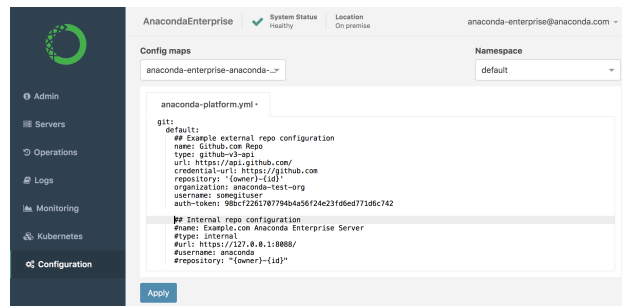 AnacondaEnterprise
System Status
Healthy
Location
On premise
anaconda-enterprise@anaconda.com
Config maps
Namespace
anaconda-enterprise-anaconda-...
default
Admin
Servers
Operations
Logs
Monitoring
Kubernetes
Configuration
anaconda-platform.yml •
git:
default:
## Example external repo configuration
name: Github.com Repo
type: github-v3-api
url: https://api.github.com/
credential-url: https://github.com
repository: '{owner}-{id}'
organization: anaconda-test-org
username: somegituser
auth-token: 98bcf2261707794b4a56f24e23fd6ed771d6c742
## Internal repo configuration
#name: Example.com Anaconda Enterprise Server
#type: internal
#url: https://127.0.0.1:8088/
#username: anaconda
#repository: "{owner}-{id}"
Apply